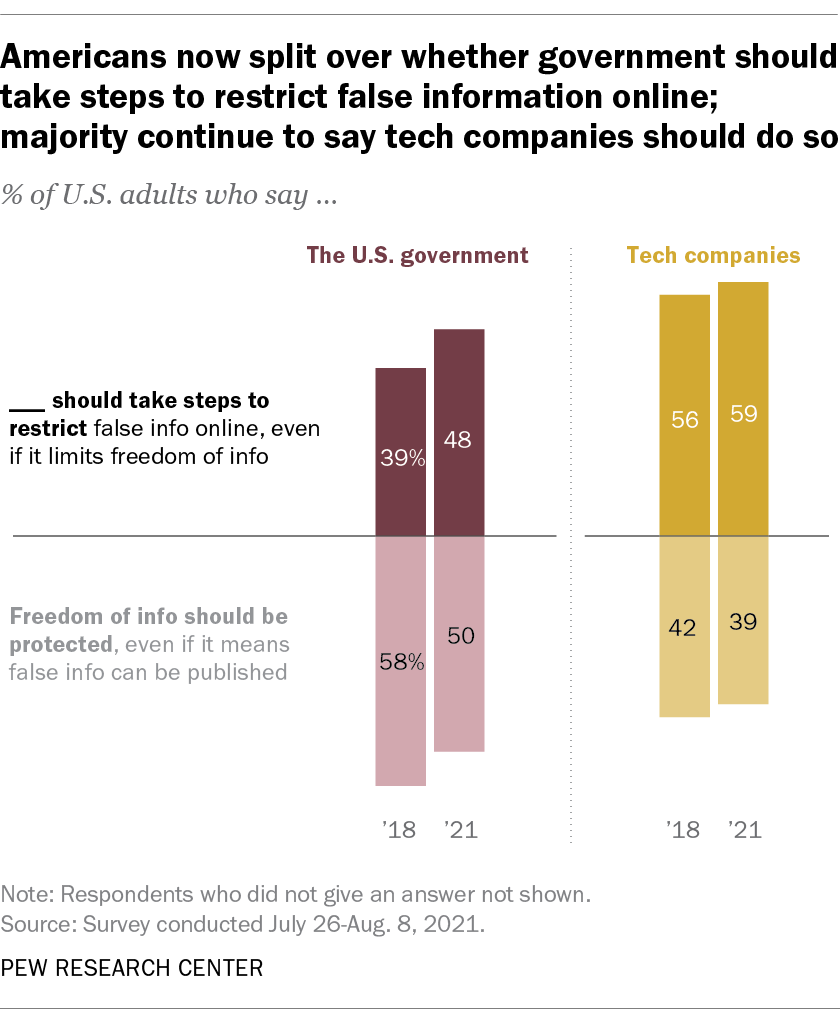 Americans now split over whether government should
take steps to restrict false information online;
majority continue to say tech companies should do so
% of U.S. adults who say ...
The U.S. government
Tech companies
___ should take steps to
restrict false info online, even
if it limits freedom of info
39%
48
56
59
Freedom of info should be
protected, even if it means
false info can be published
58%
50
42
39
’18
’21
’18
’21
Note: Respondents who did not give an answer not shown.
Source: Survey conducted July 26-Aug. 8, 2021.
PEW RESEARCH CENTER